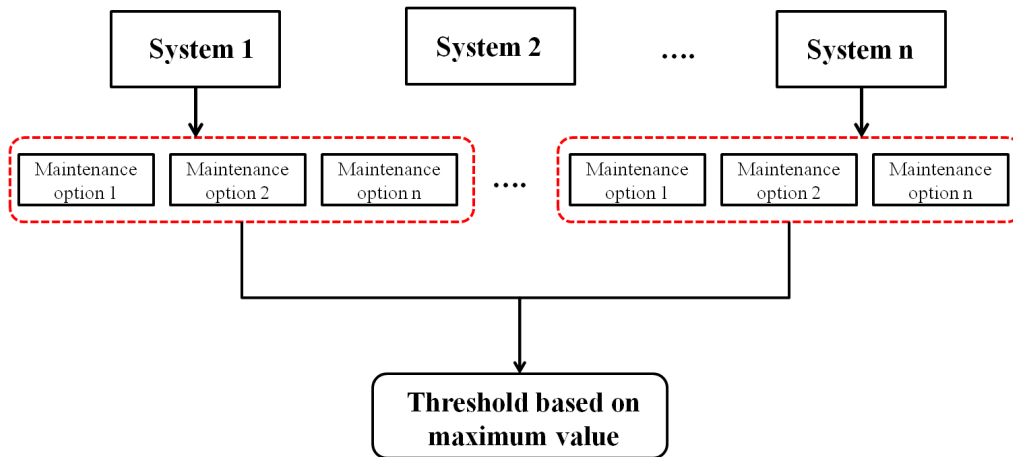 System 1
System 2
....
System n
Maintenance
option 1
Maintenance
option 2
Maintenance
option n
....
Maintenance
option 1
Maintenance
option 2
Maintenance
option n
Threshold based on
maximum value